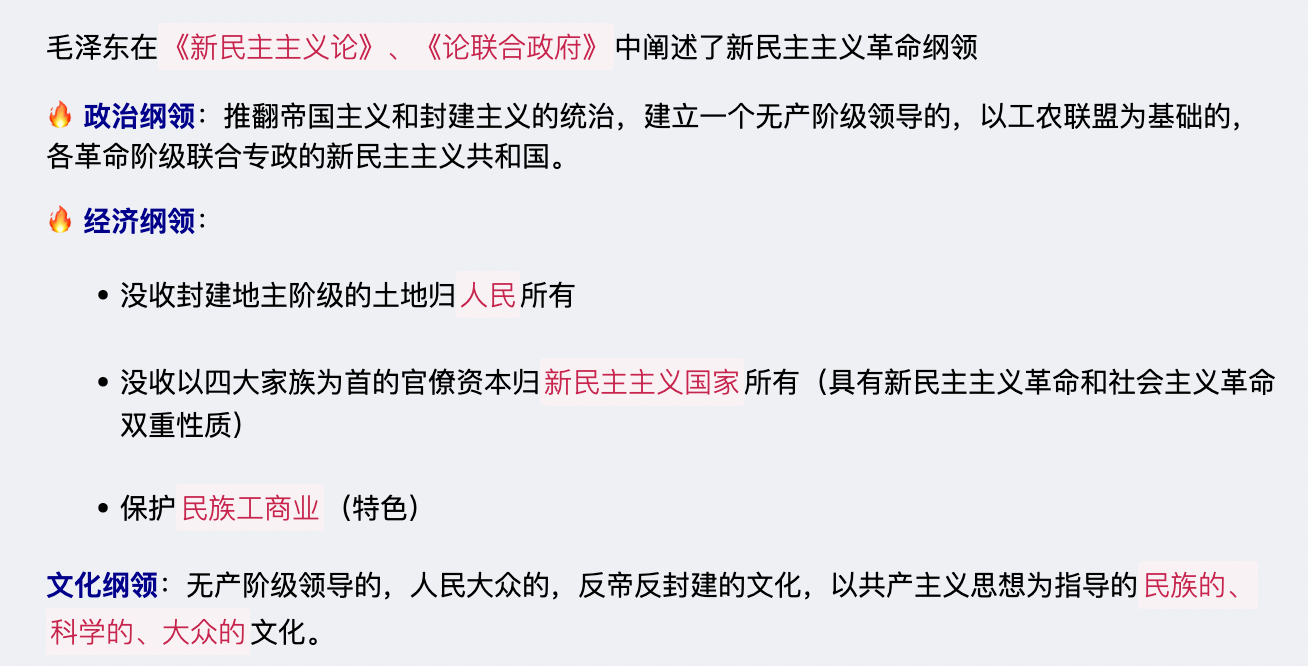 毛泽东在《新民主主义论》、《论联合政府》中阐述了新民主主义革命纲领
🔥 政治纲领：推翻帝国主义和封建主义的统治，建立一个无产阶级领导的，以工农联盟为基础的，
各革命阶级联合专政的新民主主义共和国。
🔥 经济纲领：
• 没收封建地主阶级的土地归人民所有
• 没收以四大家族为首的官僚资本归新民主主义国家所有（具有新民主主义革命和社会主义革命
双重性质）
• 保护民族工商业（特色）
文化纲领：无产阶级领导的，人民大众的，反帝反封建的文化，以共产主义思想为指导的民族的、
科学的、大众的文化。